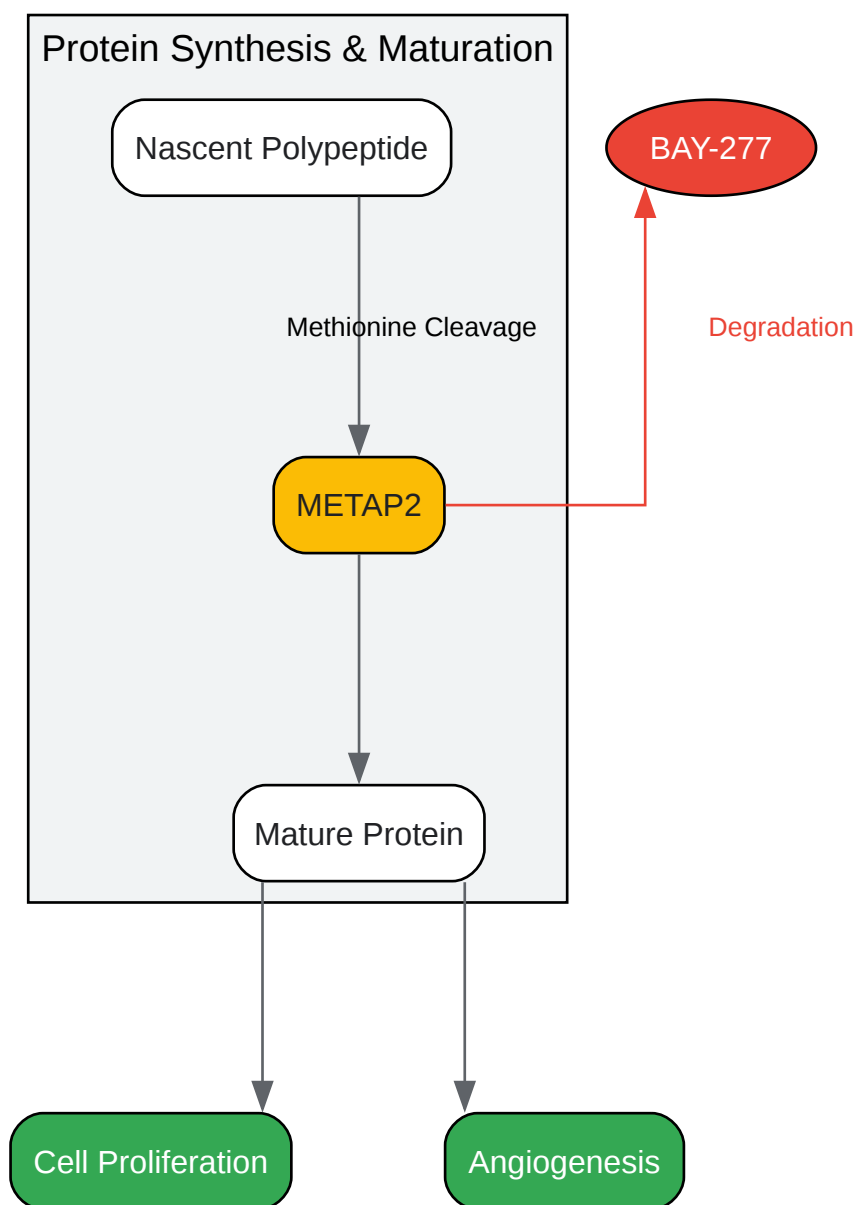 Protein Synthesis & Maturation
Nascent Polypeptide
BAY-277
Methionine Cleavage
Degradation
METAP2
Mature Protein
Cell Proliferation
Angiogenesis